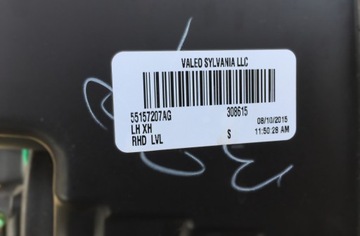 VALEO SYLVANIA LLC
55157207AG 308615
LH XH 08/10/2015
RHD LVL S 11:50:28 AM